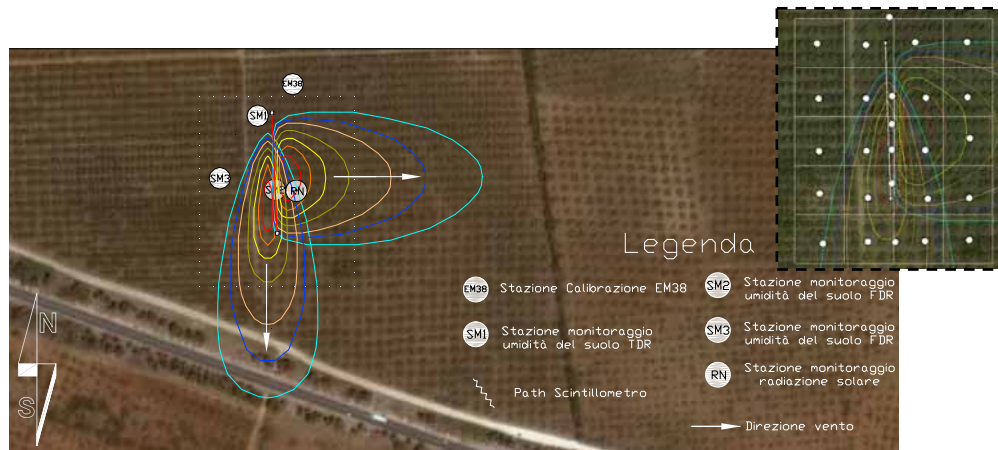 EM38
SM1
SM3
RN
N
S
Legenda
EM38 Stazione Calibrazione EM38
SM1 Stazione monitoraggio
umidità del suolo TDR
Path Scintillometro
SM2 Stazione monitoraggio
umidità del suolo FDR
SM3 Stazione monitoraggio
umidità del suolo FDR
RN Stazione monitoraggio
radiazione solare
Direzione vento